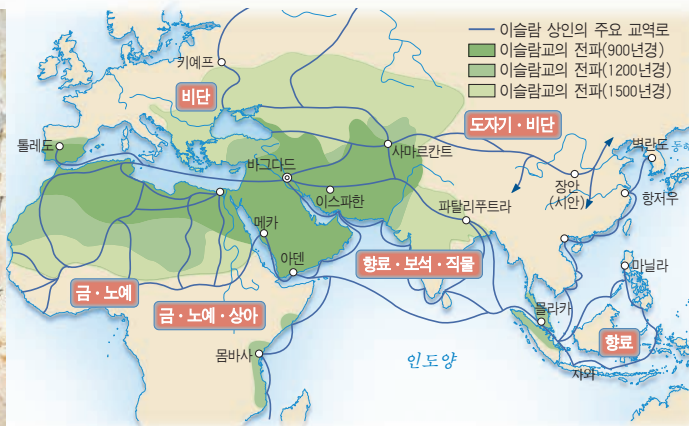 이슬람 상인의 주요 교역로
이슬람교의 전파(900년경)
이슬람교의 전파(1200년경)
이슬람교의 전파(1500년경)
키예프
비단
도자기·비단
톨레도
사마르칸트
벽란도
동해
바그다드
장안
(시안)
이스파한
항저우
파탈리푸트라
메카
아덴
향료·보석·직물
마닐라
금·노예
금·노예·상아
믈라카
향료
몸바사
인도양
자와